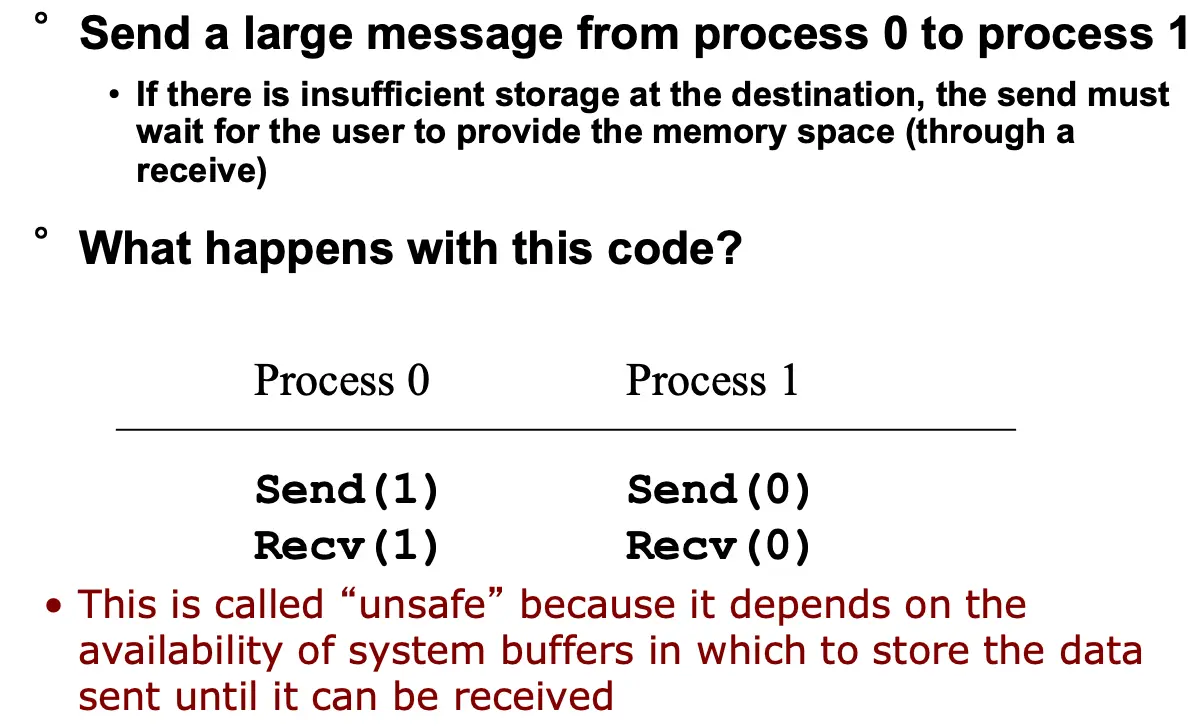 ° Send a large message from process 0 to process 1
• If there is insufficient storage at the destination, the send must
wait for the user to provide the memory space (through a
receive)
° What happens with this code?
Process 0 Process 1
Send(1) Send(0)
Recv(1) Recv(0)
• This is called “unsafe” because it depends on the
availability of system buffers in which to store the data
sent until it can be received